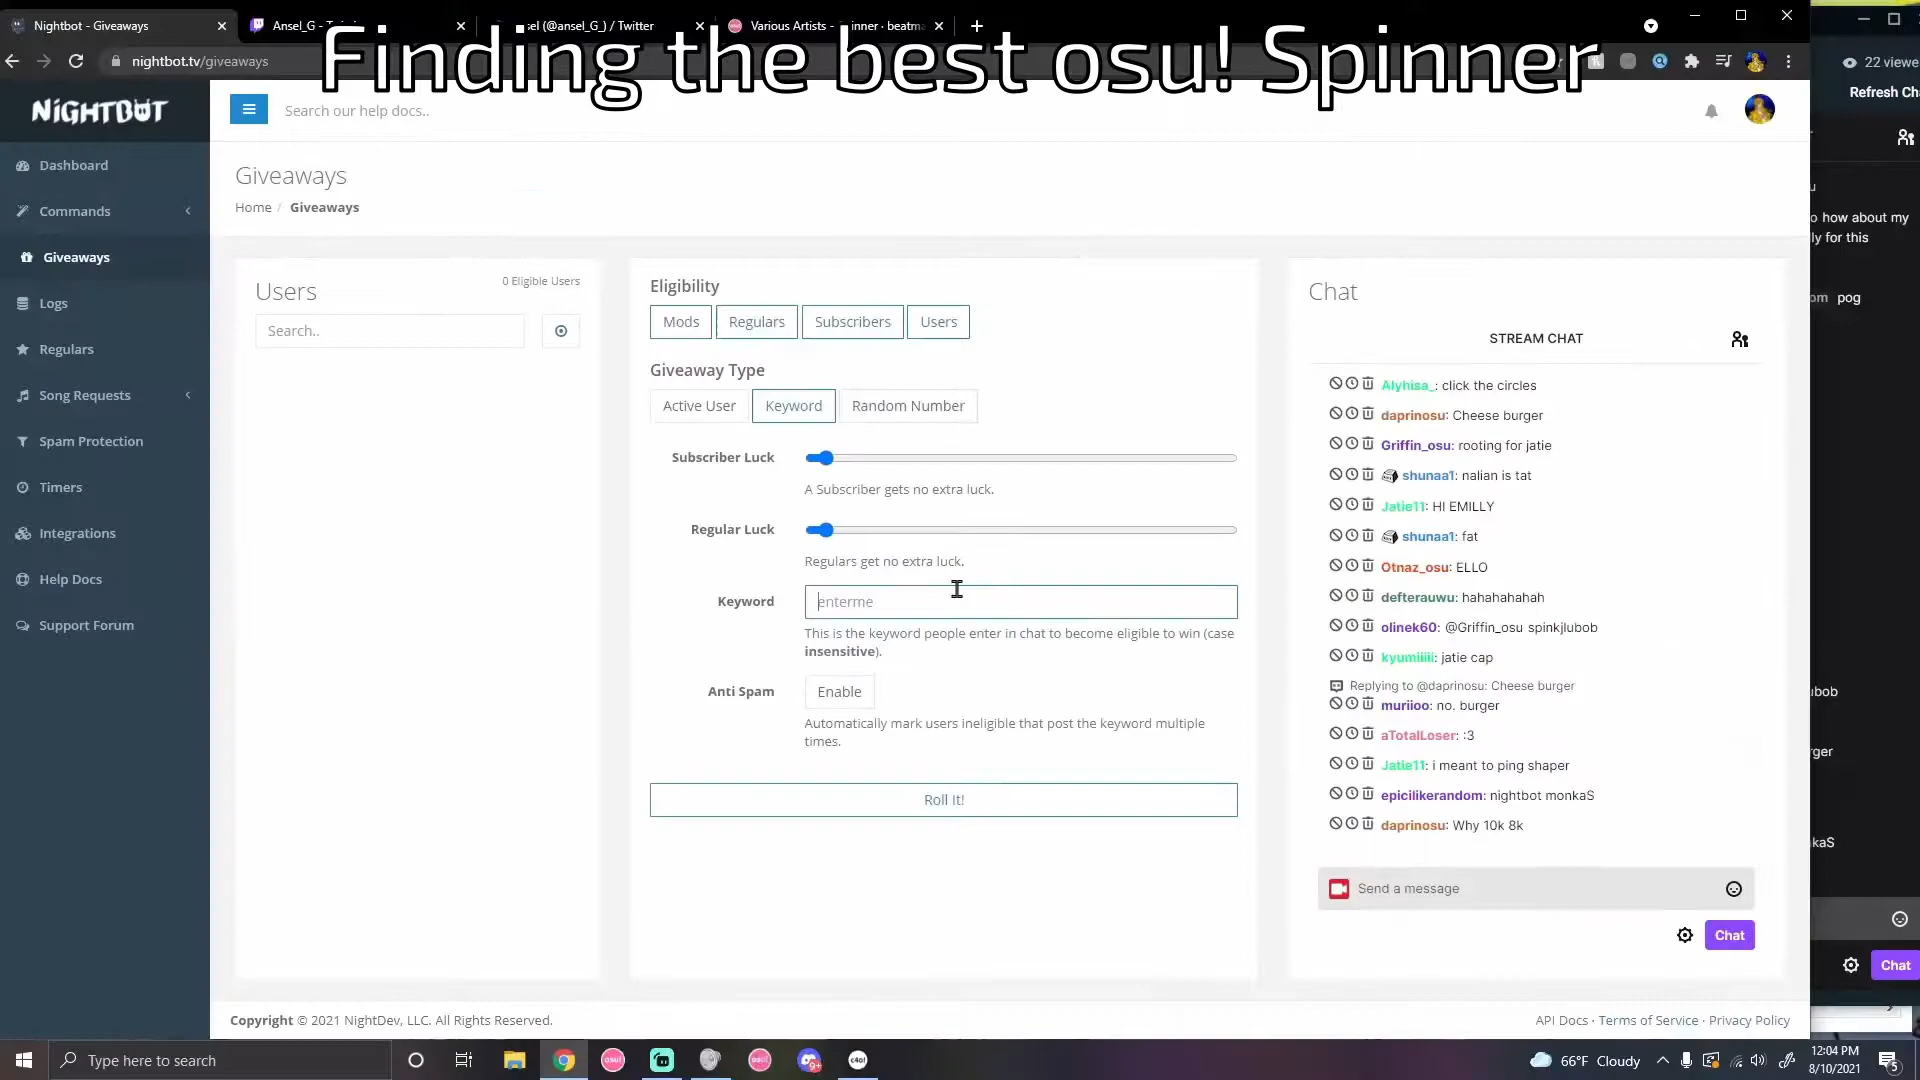 Nightbot - Giveaways
Ansel_G - T
sel (@ansel_G_) / Twitter
Various Artists - Spinner · beatm
Finding the best osu! Spinner
nightbot.tv/giveaways
22 viewe
Refresh Cha
NiGHTBOT
Search our help docs..
Dashboard
Commands
Giveaways
Logs
Regulars
Song Requests
Spam Protection
Timers
Integrations
Help Docs
Support Forum
Giveaways
Home / Giveaways
Users
0 Eligible Users
Search..
Eligibility
Mods
Regulars
Subscribers
Users
Giveaway Type
Active User
Keyword
Random Number
Subscriber Luck
A Subscriber gets no extra luck.
Regular Luck
Regulars get no extra luck.
Keyword
enterme
This is the keyword people enter in chat to become eligible to win (case
insensitive).
Anti Spam
Enable
Automatically mark users ineligible that post the keyword multiple
times.
Roll It!
Chat
STREAM CHAT
Alyhisa_: click the circles
daprinosu: Cheese burger
Griffin_osu: rooting for jatie
shunaa1: nalian is tat
Jatie11: HI EMILLY
shunaa1: fat
Otnaz_osu: ELLO
defterauwu: hahahahahah
olinek60: @Griffin_osu spinkjlubob
kyumiiiii: jatie cap
Replying to @daprinosu: Cheese burger
muriioo: no. burger
aTotalLoser: :3
Jatie11: i meant to ping shaper
epicilikerandom: nightbot monkaS
daprinosu: Why 10k 8k
Send a message
Chat
u
o how about my
ly for this
om pog
ubob
rger
kaS
Chat
Copyright © 2021 NightDev, LLC. All Rights Reserved.
API Docs · Terms of Service · Privacy Policy
Type here to search
osu!
9+
c4o!
66°F Cloudy
12:04 PM
8/10/2021
5